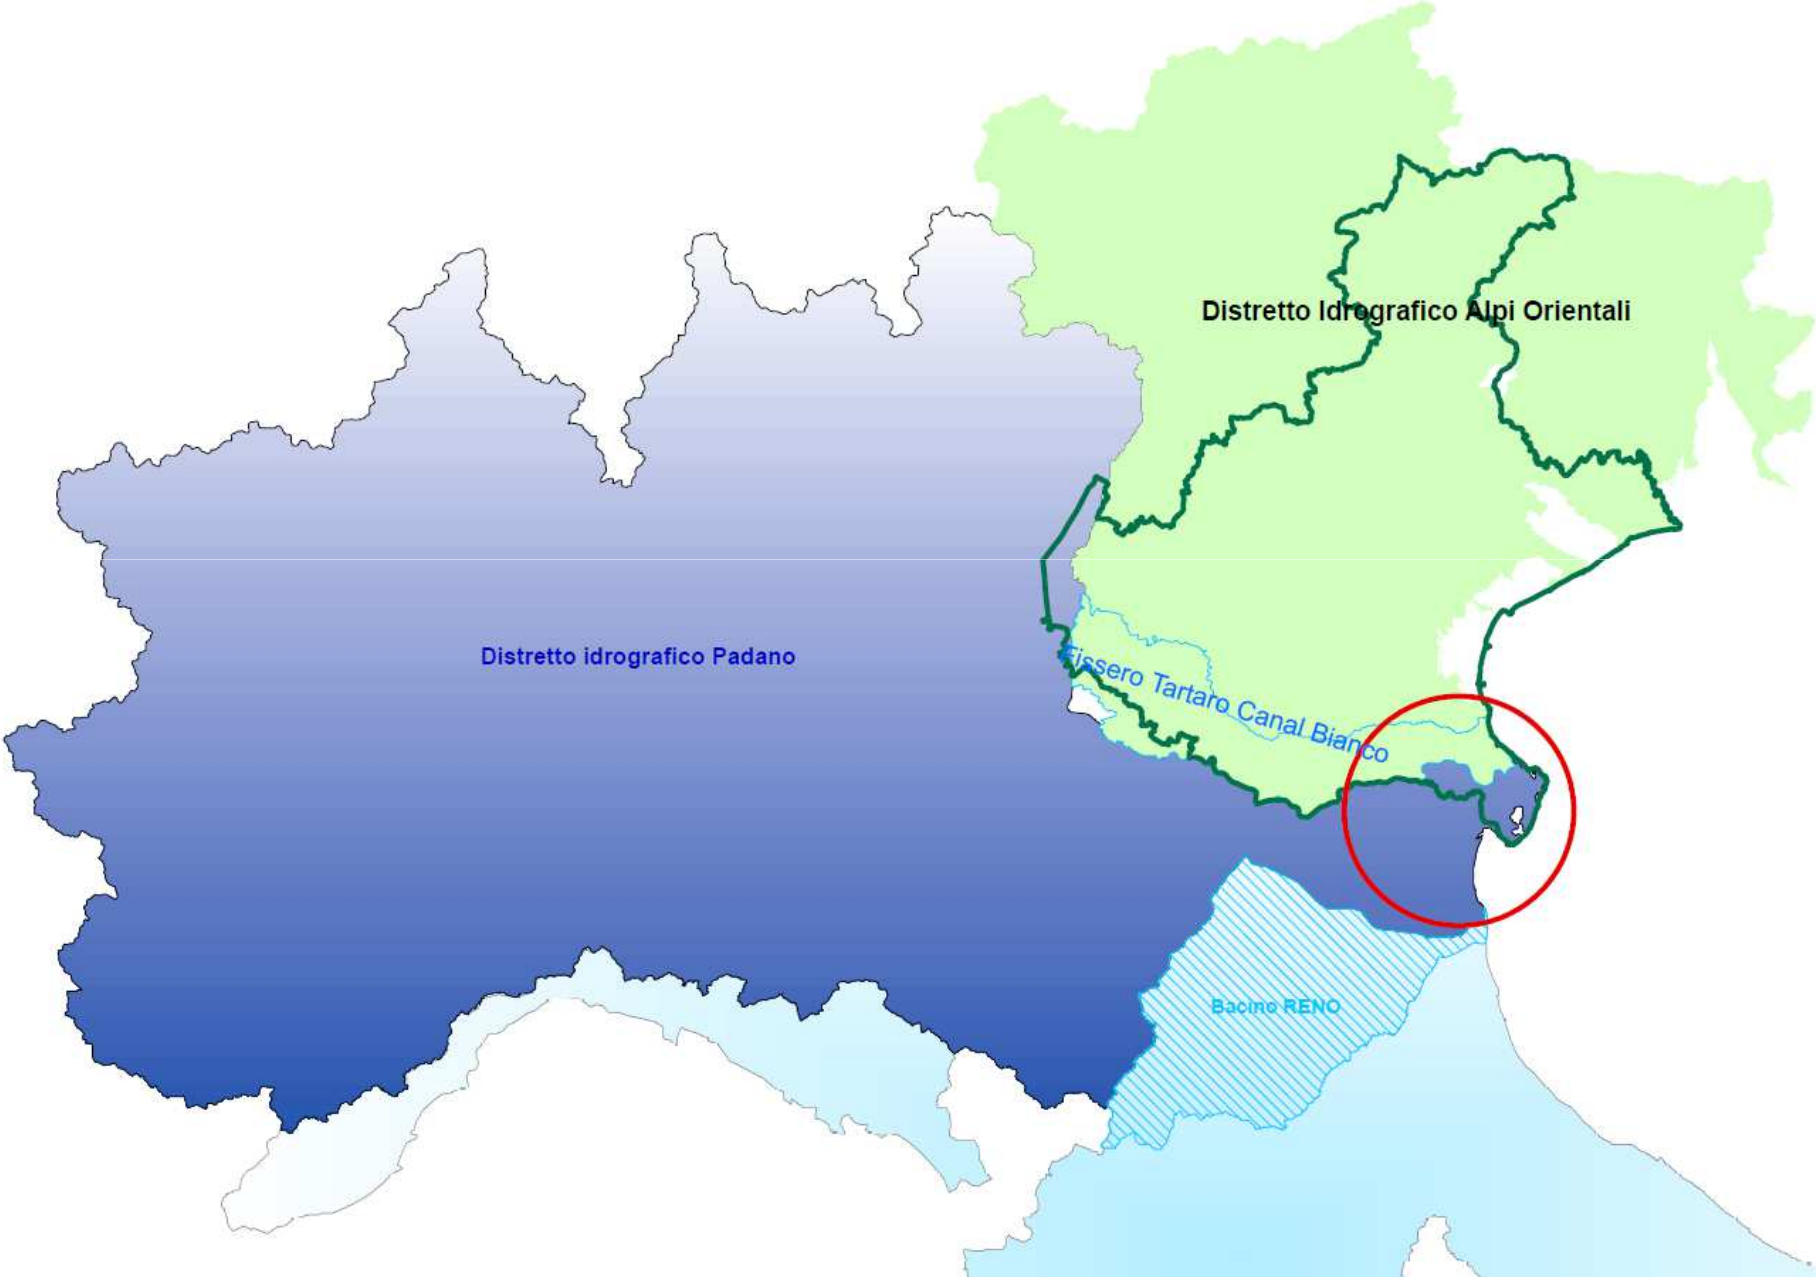 Distretto Idrografico Alpi Orientali
Distretto idrografico Padano
Fissero Tartaro Canal Bianco
Bacino RENO